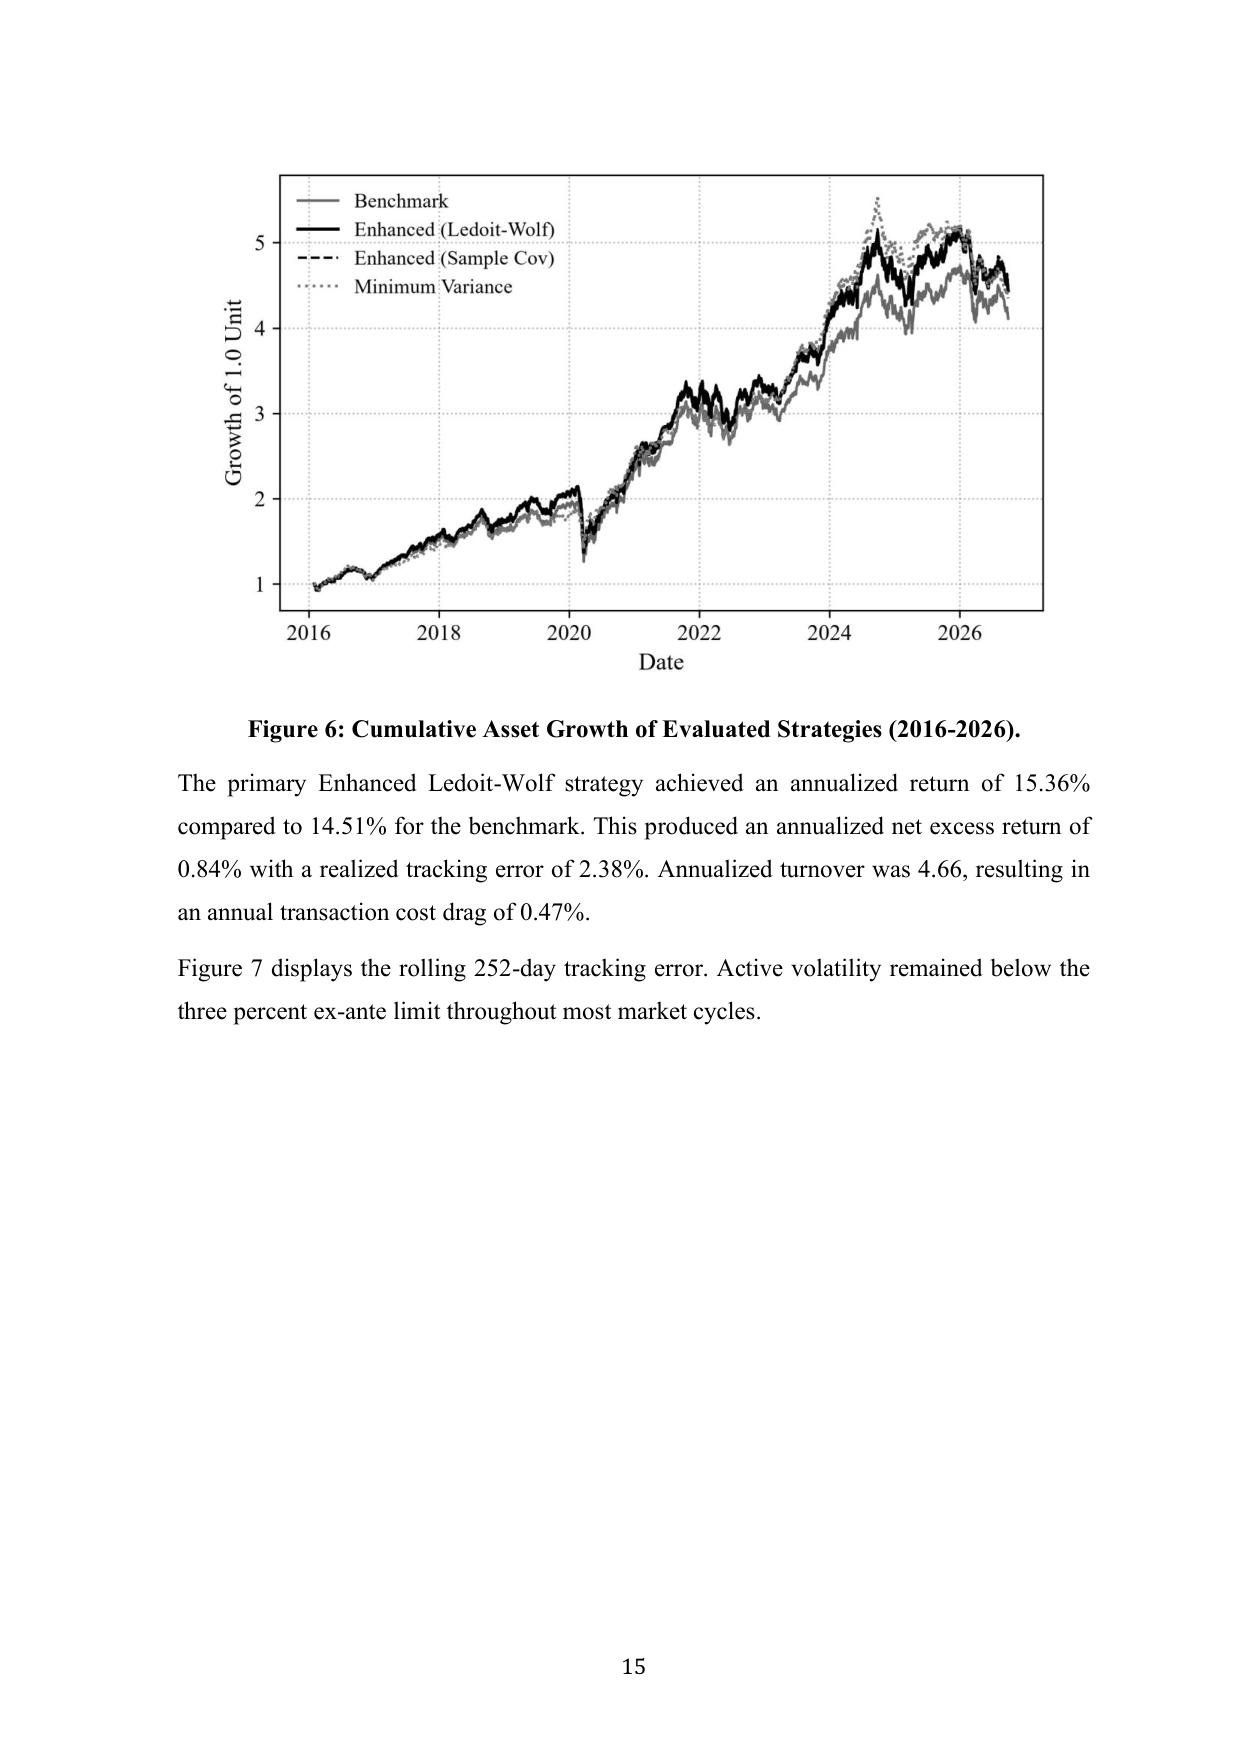 Benchmark
Enhanced (Ledoit-Wolf)
Enhanced (Sample Cov)
Minimum Variance
5
4
3
2
1
Growth of 1.0 Unit
2016 2018 2020 2022 2024 2026
Date
Figure 6: Cumulative Asset Growth of Evaluated Strategies (2016-2026).
The primary Enhanced Ledoit-Wolf strategy achieved an annualized return of 15.36%
compared to 14.51% for the benchmark. This produced an annualized net excess return of
0.84% with a realized tracking error of 2.38%. Annualized turnover was 4.66, resulting in
an annual transaction cost drag of 0.47%.
Figure 7 displays the rolling 252-day tracking error. Active volatility remained below the
three percent ex-ante limit throughout most market cycles.
15